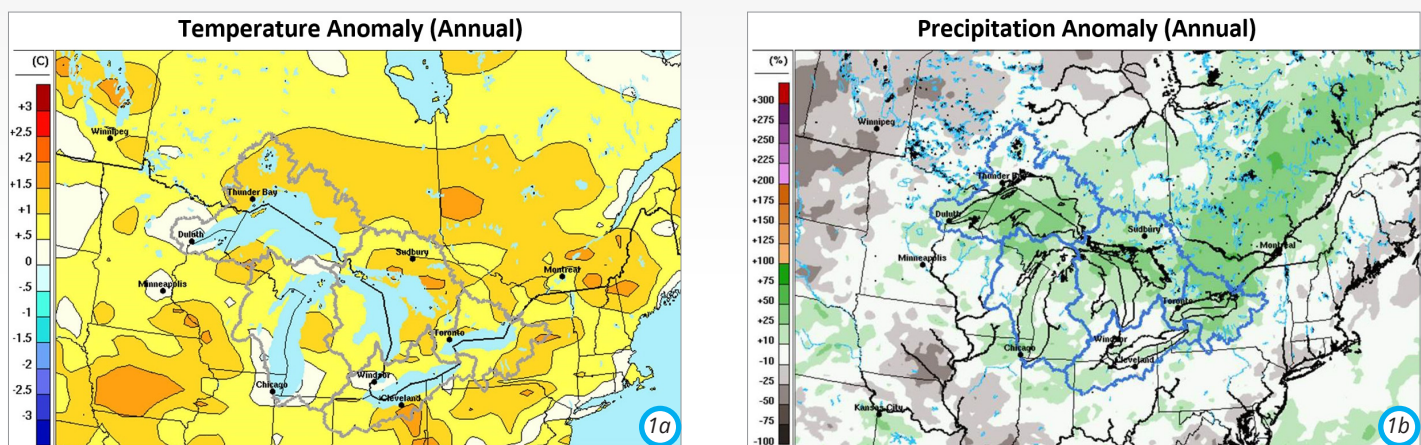 Temperature Anomaly (Annual)
(C)
+3
+2.5
+2
+1.5
+1
+.5
0
-.5
-1
-1.5
-2
-2.5
-3
Winnipeg
Thunder Bay
Duluth
Sudbury
Minneapolis
Montreal
Toronto
Windsor
Chicago
Cleveland
1a
Precipitation Anomaly (Annual)
(%)
+300
+275
+250
+225
+200
+175
+150
+125
+100
+75
+50
+25
+10
-10
-25
-50
-75
-100
Winnipeg
Thunder Bay
Duluth
Sudbury
Minneapolis
Montreal
Toronto
Windsor
Chicago
Cleveland
Kansas City
1b